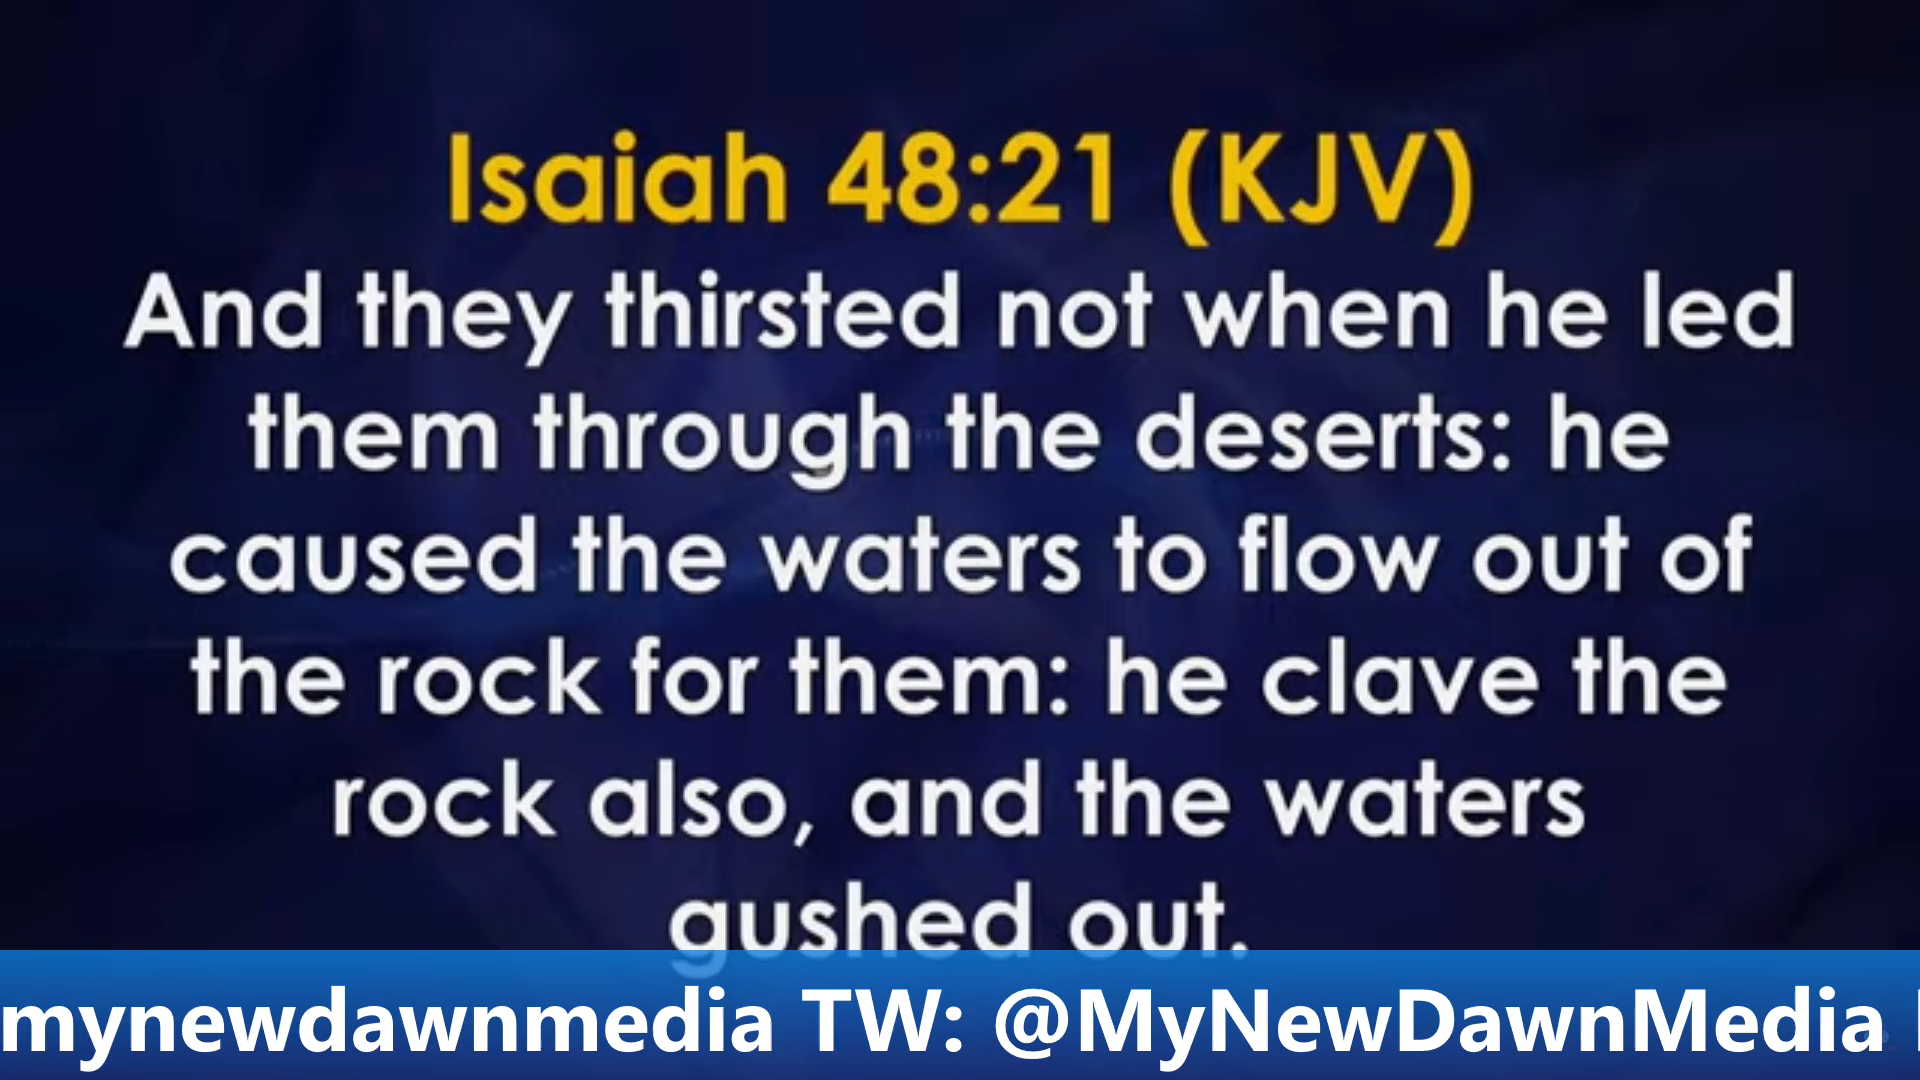 Isaiah 48:21 (KJV)
And they thirsted not when he led
them through the deserts: he
caused the waters to flow out of
the rock for them: he clave the
rock also, and the waters
gushed out.
mynewdawnmedia TW: @MyNewDawnMedia